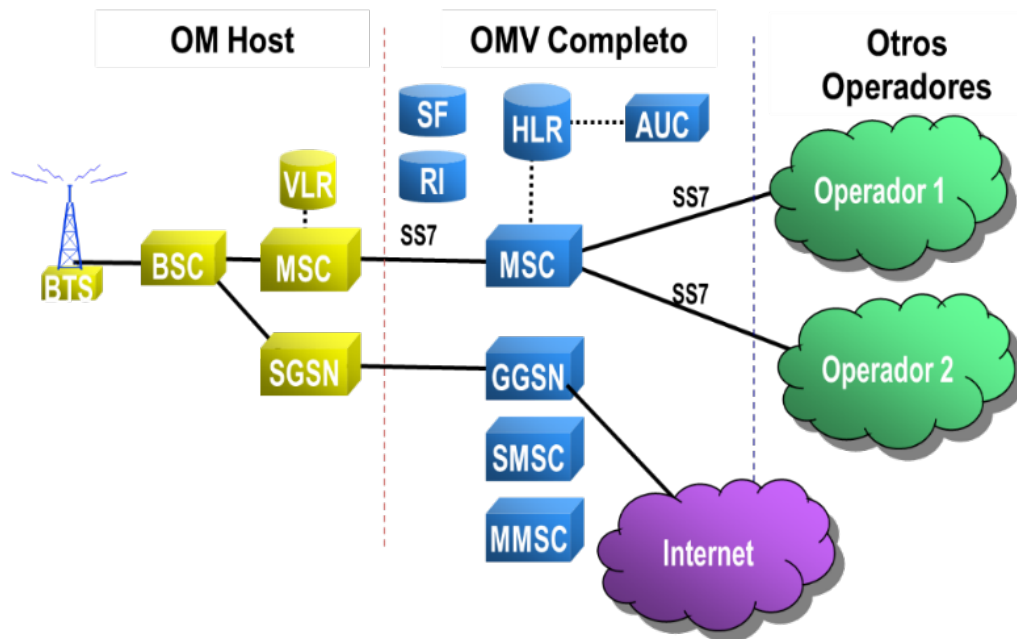 OM Host
OMV Completo
Otros
Operadores
SF
HLR
AUC
RI
VLR
Operador 1
SS7
SS7
BSC
MSC
MSC
BTS
SS7
SGSN
GGSN
Operador 2
SMSC
MMSC
Internet